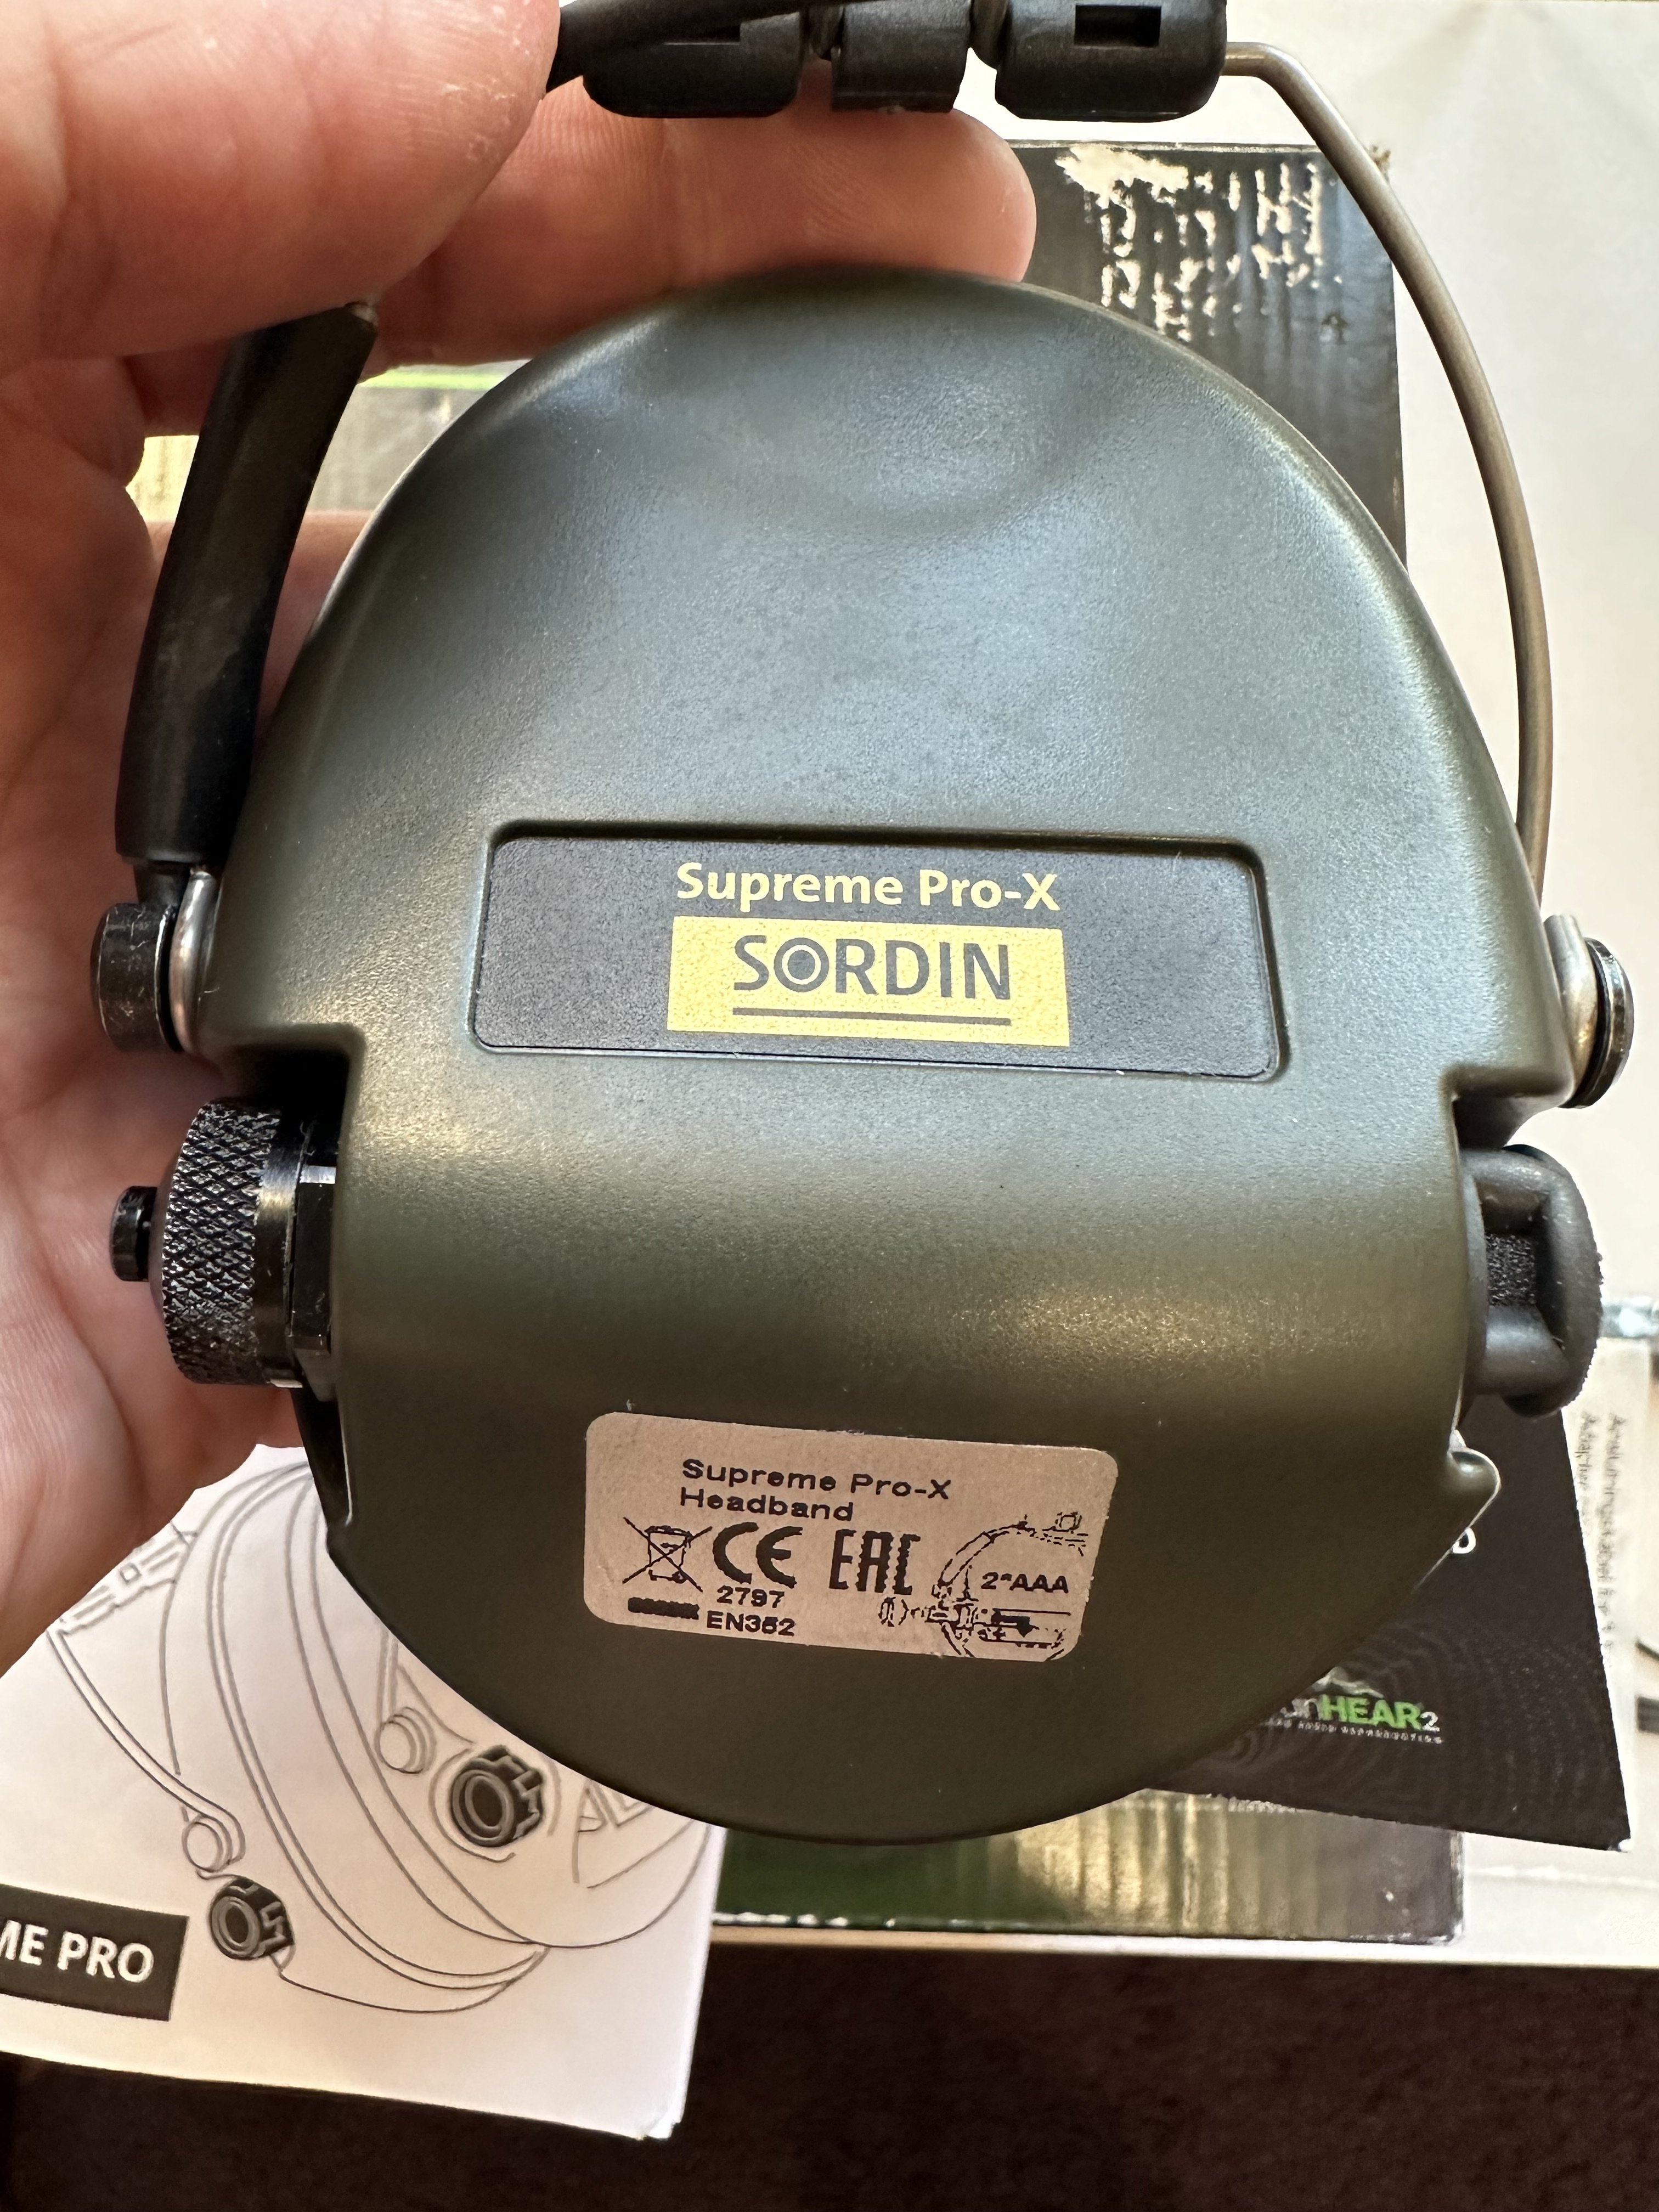 Supreme Pro-X
SORDIN
Supreme Pro-X
Headband
CE EAC
2797
EN352
2*AAA
HEAR2
ME PRO